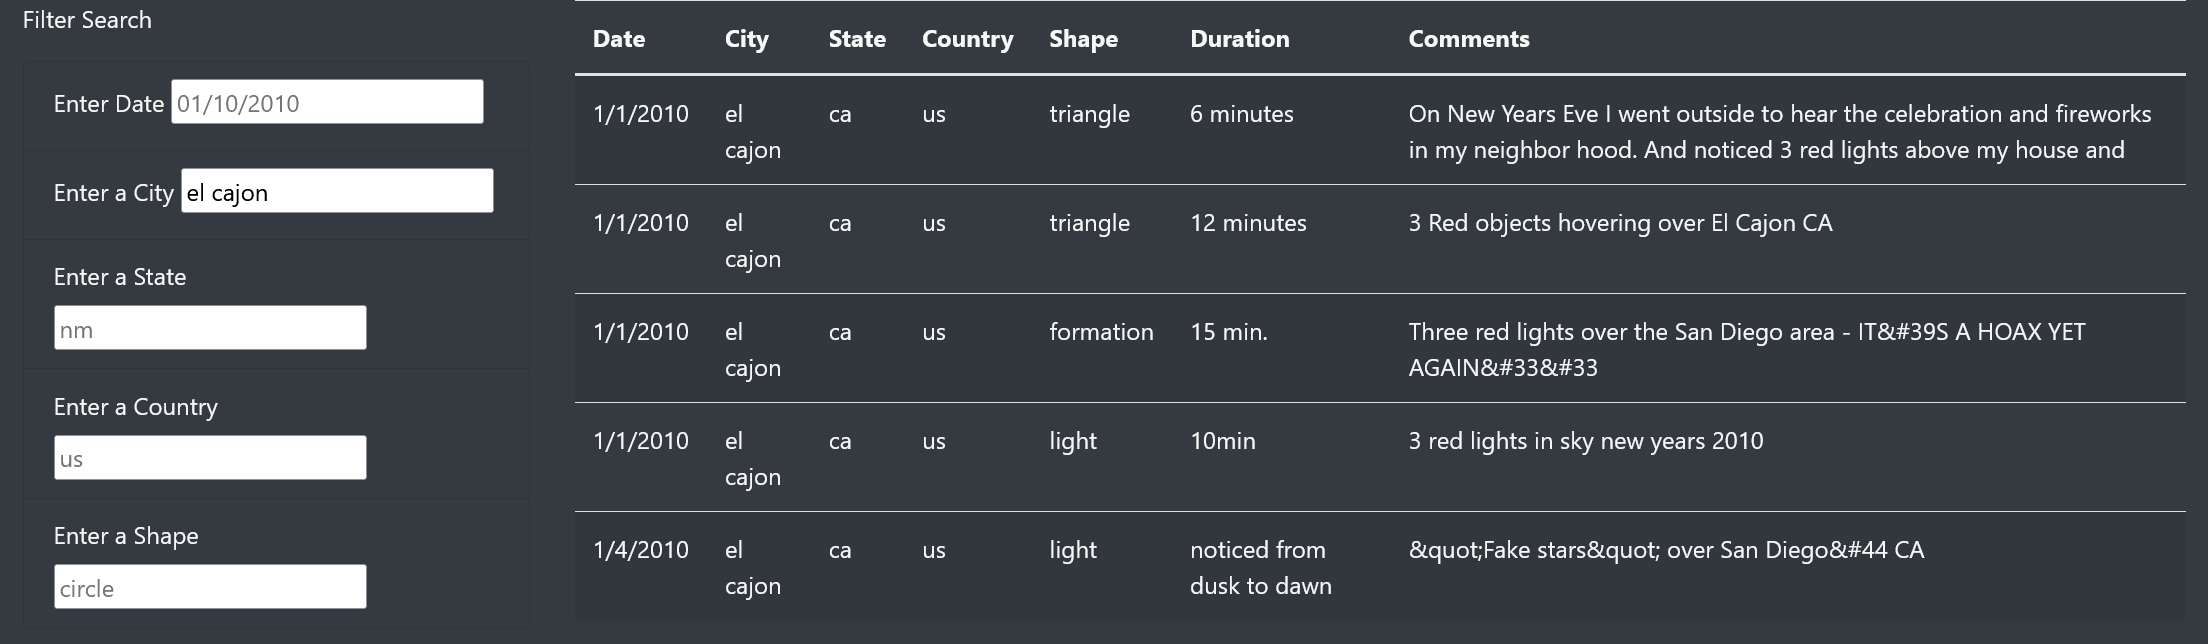 Filter Search
Enter Date 01/10/2010
Enter a City el cajon
Enter a State
nm
Enter a Country
us
Enter a Shape
circle
Date City State Country Shape Duration Comments
1/1/2010 el ca us triangle 6 minutes On New Years Eve I went outside to hear the celebration and fireworks
cajon in my neighbor hood. And noticed 3 red lights above my house and
1/1/2010 el ca us triangle 12 minutes 3 Red objects hovering over El Cajon CA
cajon
1/1/2010 el ca us formation 15 min. Three red lights over the San Diego area - IT&#39S A HOAX YET
cajon AGAIN&#33&#33
1/1/2010 el ca us light 10min 3 red lights in sky new years 2010
cajon
1/4/2010 el ca us light noticed from &quot;Fake stars&quot; over San Diego&#44 CA
cajon dusk to dawn